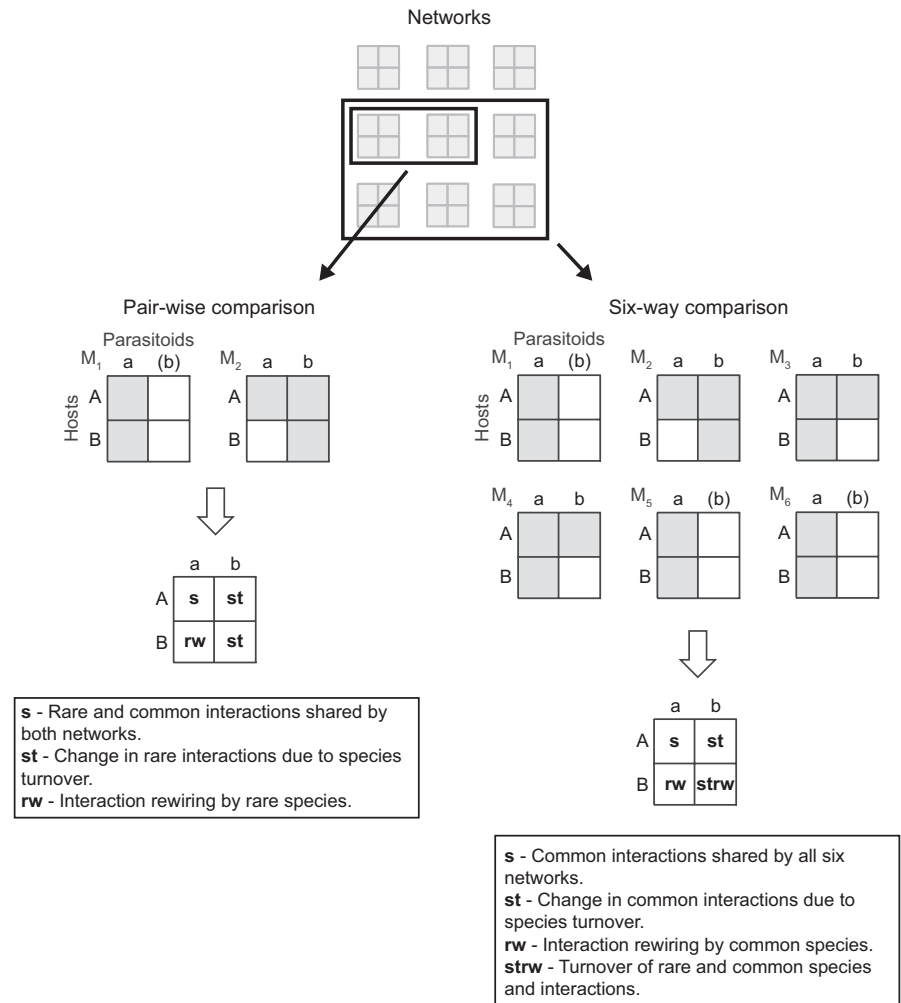 Networks
Pair-wise comparison
Parasitoids
M1 a (b) M2 a b
Hosts
A A
B B
a b
A s st
B rw st
s - Rare and common interactions shared by
both networks.
st - Change in rare interactions due to species
turnover.
rw - Interaction rewiring by rare species.
Six-way comparison
Parasitoids
M1 a (b) M2 a b M3 a b
Hosts
A A A
B B B
M4 a b M5 a (b) M6 a (b)
A A A
B B B
a b
A s st
B rw strw
s - Common interactions shared by all six
networks.
st - Change in common interactions due to
species turnover.
rw - Interaction rewiring by common species.
strw - Turnover of rare and common species
and interactions.